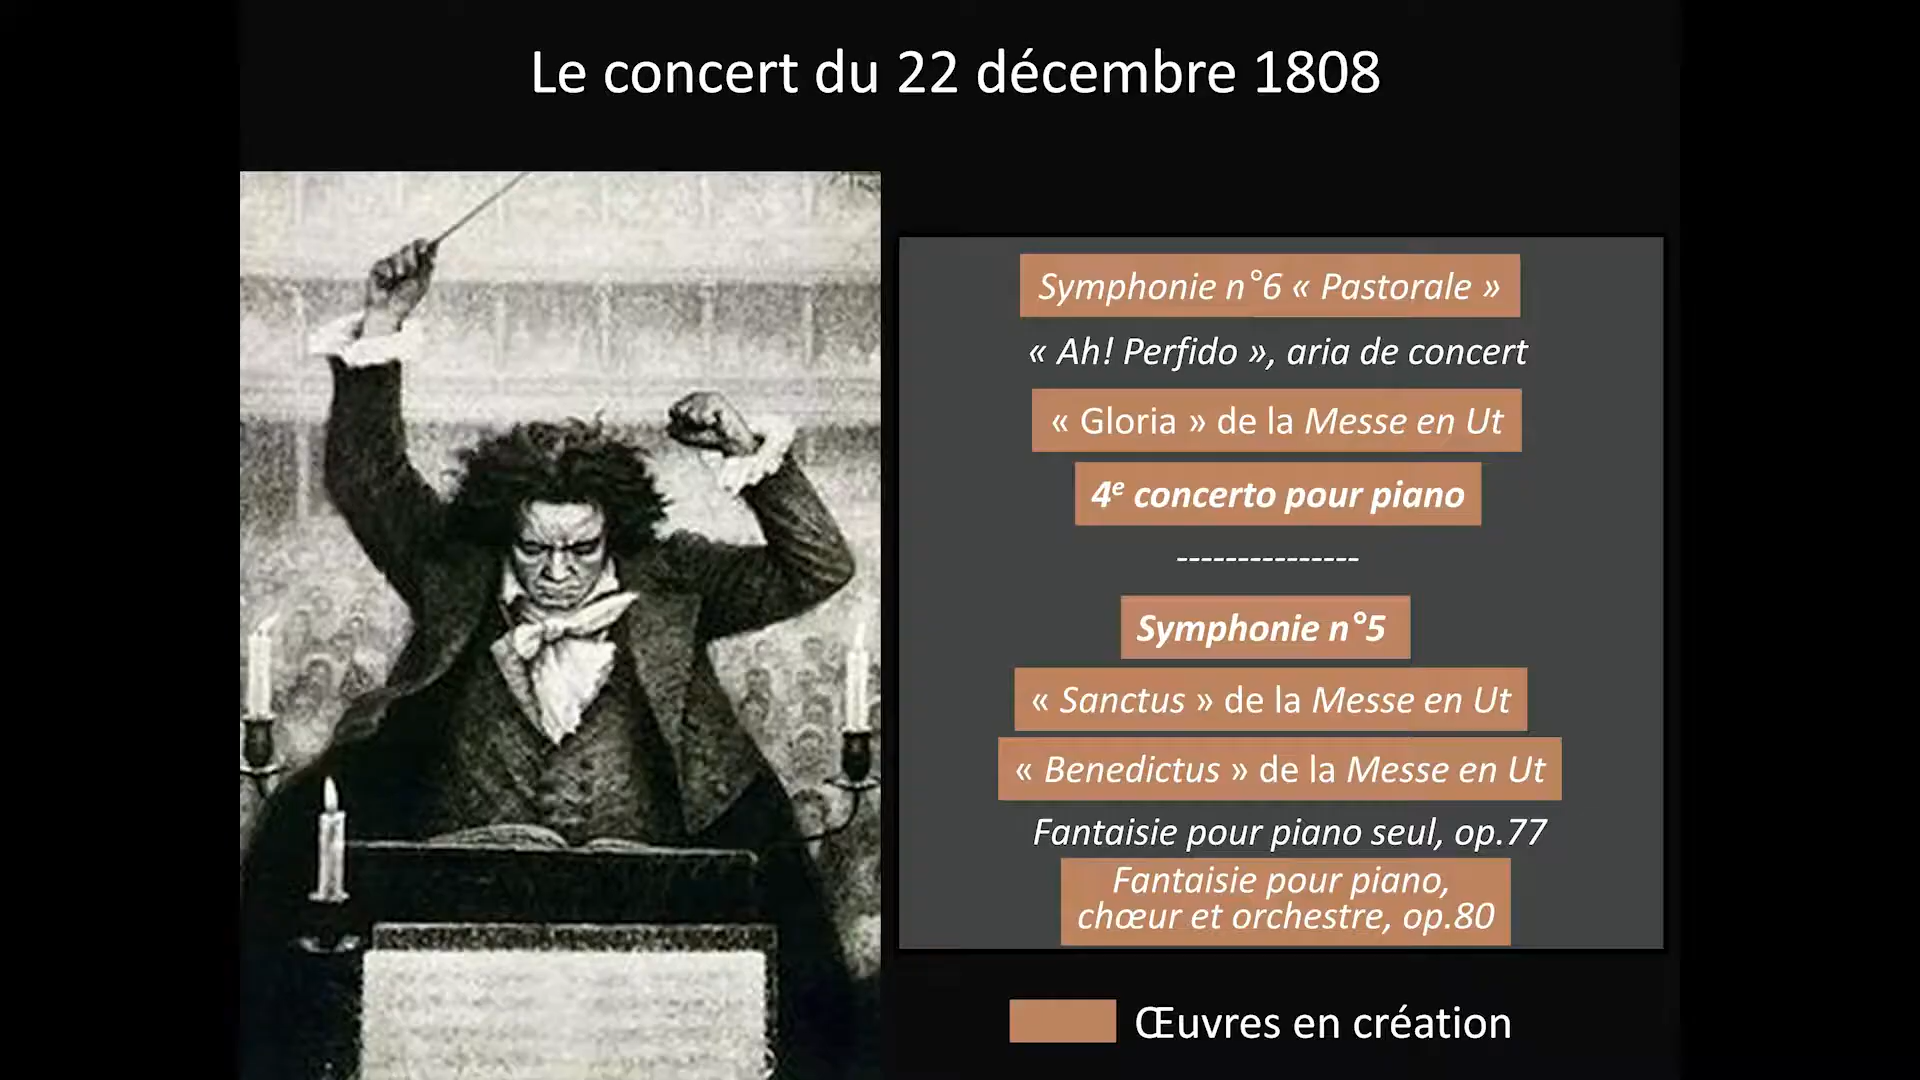 Le concert du 22 décembre 1808
Symphonie n°6 « Pastorale »
« Ah! Perfido », aria de concert
« Gloria » de la Messe en Ut
4e concerto pour piano
---------------
Symphonie n°5
« Sanctus » de la Messe en Ut
« Benedictus » de la Messe en Ut
Fantaisie pour piano seul, op.77
Fantaisie pour piano,
chœur et orchestre, op.80
Œuvres en création